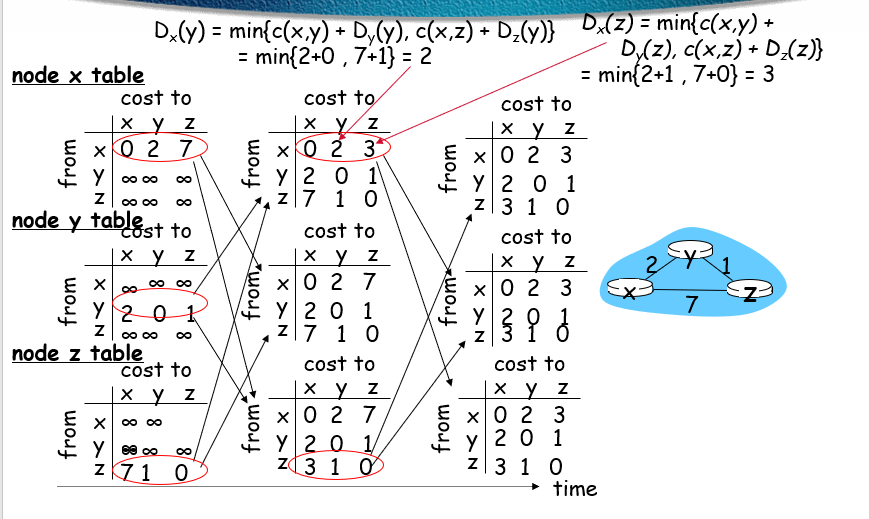 Dx(y) = min{c(x,y) + Dy(y), c(x,z) + Dz(y)}
= min{2+0 , 7+1} = 2
Dx(z) = min{c(x,y) +
Dy(z), c(x,z) + Dz(z)}
= min{2+1 , 7+0} = 3
node x table
cost to
x y z
from
x 0 2 7
y ∞ ∞ ∞
z ∞ ∞ ∞
cost to
x y z
from
x 0 2 3
y 2 0 1
z 7 1 0
cost to
x y z
from
x 0 2 3
y 2 0 1
z 3 1 0
node y table
cost to
x y z
from
x ∞ ∞ ∞
y 2 0 1
z ∞ ∞ ∞
cost to
x y z
from
x 0 2 7
y 2 0 1
z 7 1 0
cost to
x y z
from
x 0 2 3
y 2 0 1
z 3 1 0
node z table
cost to
x y z
from
x ∞ ∞
y ∞ ∞ ∞
z 7 1 0
cost to
x y z
from
x 0 2 7
y 2 0 1
z 3 1 0
cost to
x y z
from
x 0 2 3
y 2 0 1
z 3 1 0
time
y
2 1
x z
7